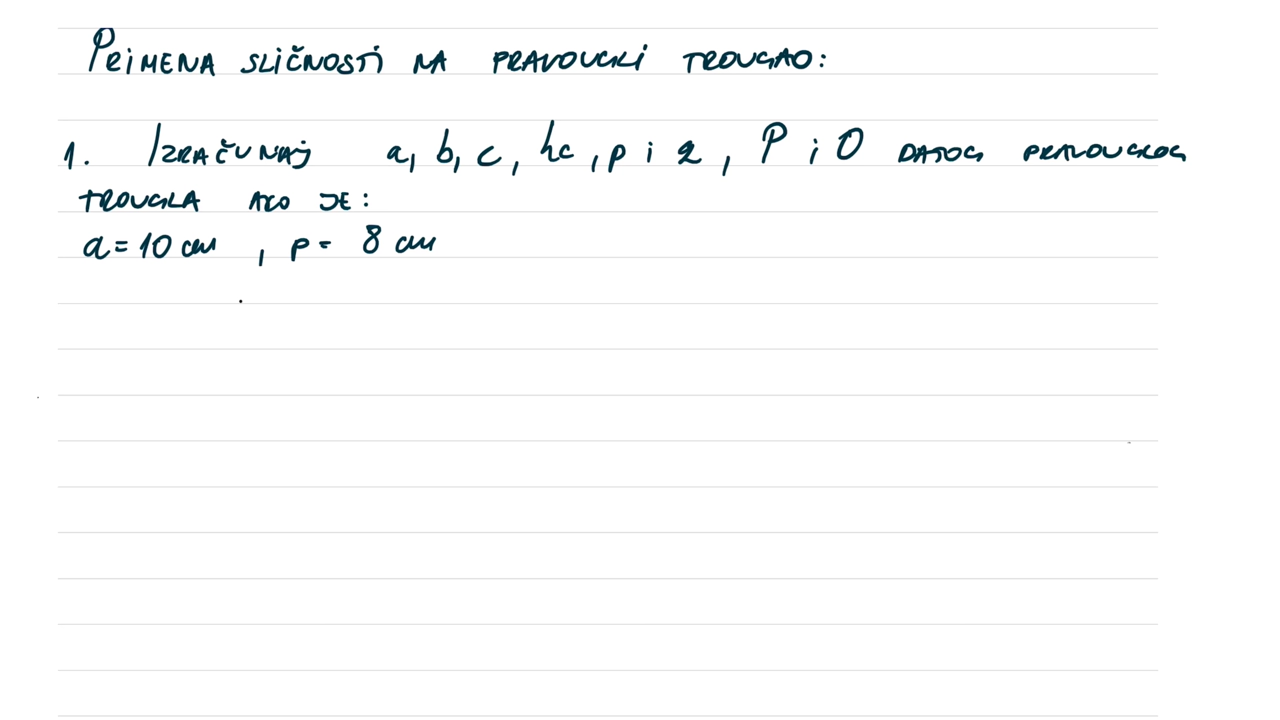 PRIMENA SLIČNOSTI NA PRAVOUGLI TROUGAO:
1. IZRAČUNAJ a, b, c, hc, p i q, P i O DATOG PRAVOUGLOG
TROUGLA AKO JE:
a = 10 cm , p = 8 cm